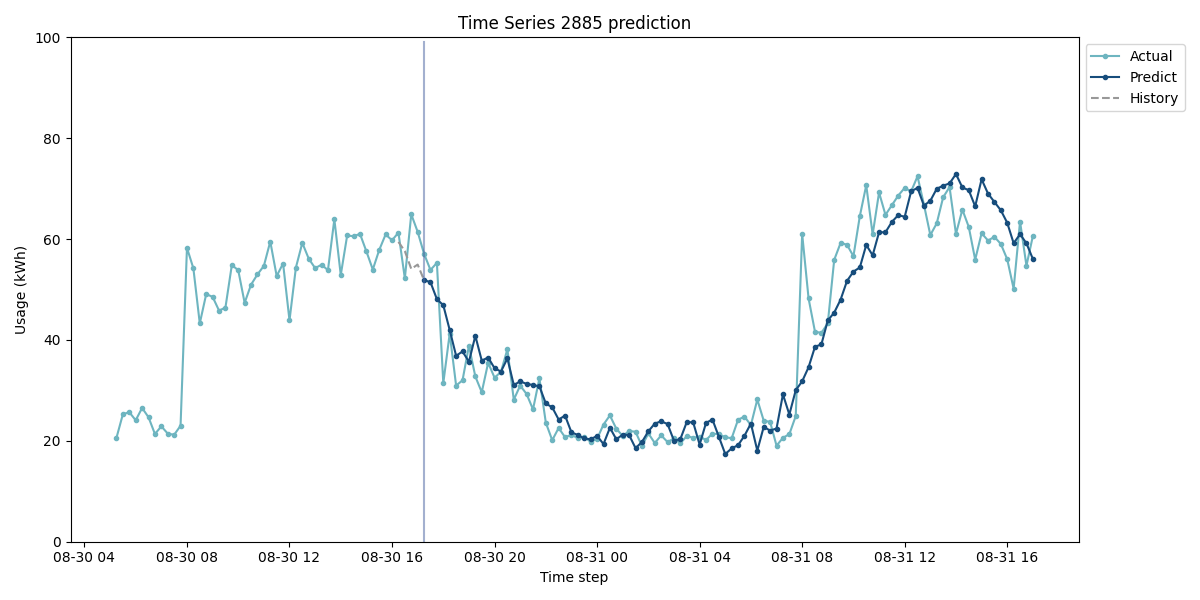 Time Series 2885 prediction
Usage (kWh)
100
80
60
40
20
0
08-30 04
08-30 08
08-30 12
08-30 16
08-30 20
08-31 00
08-31 04
08-31 08
08-31 12
08-31 16
Time step
Actual
Predict
History